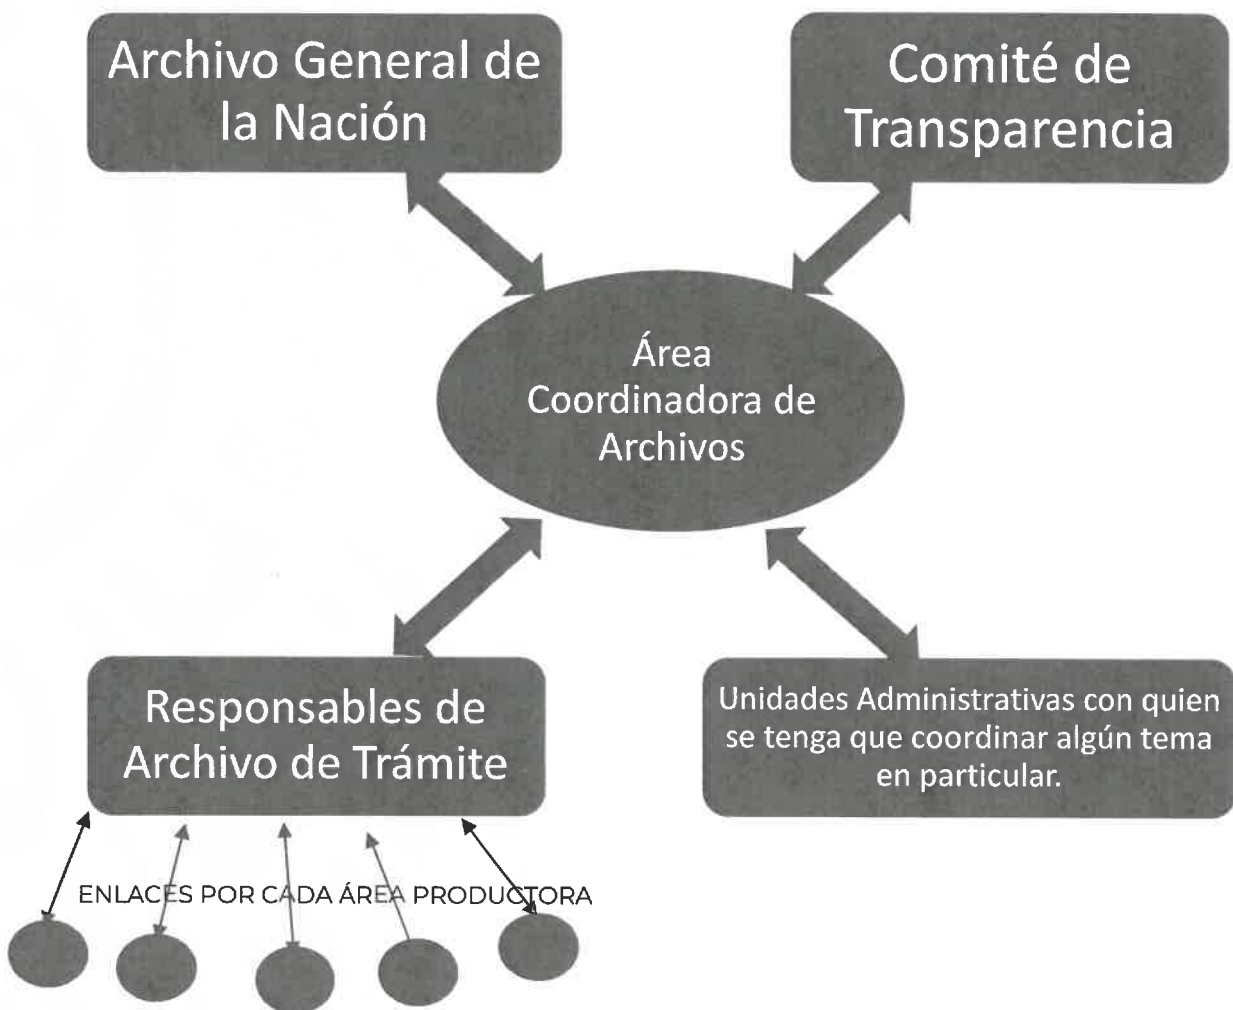 Archivo General de
la Nación
Comité de
Transparencia
Área
Coordinadora de
Archivos
Responsables de
Archivo de Trámite
Unidades Administrativas con quien
se tenga que coordinar algún tema
en particular.
ENLACES POR CADA ÁREA PRODUCTORA